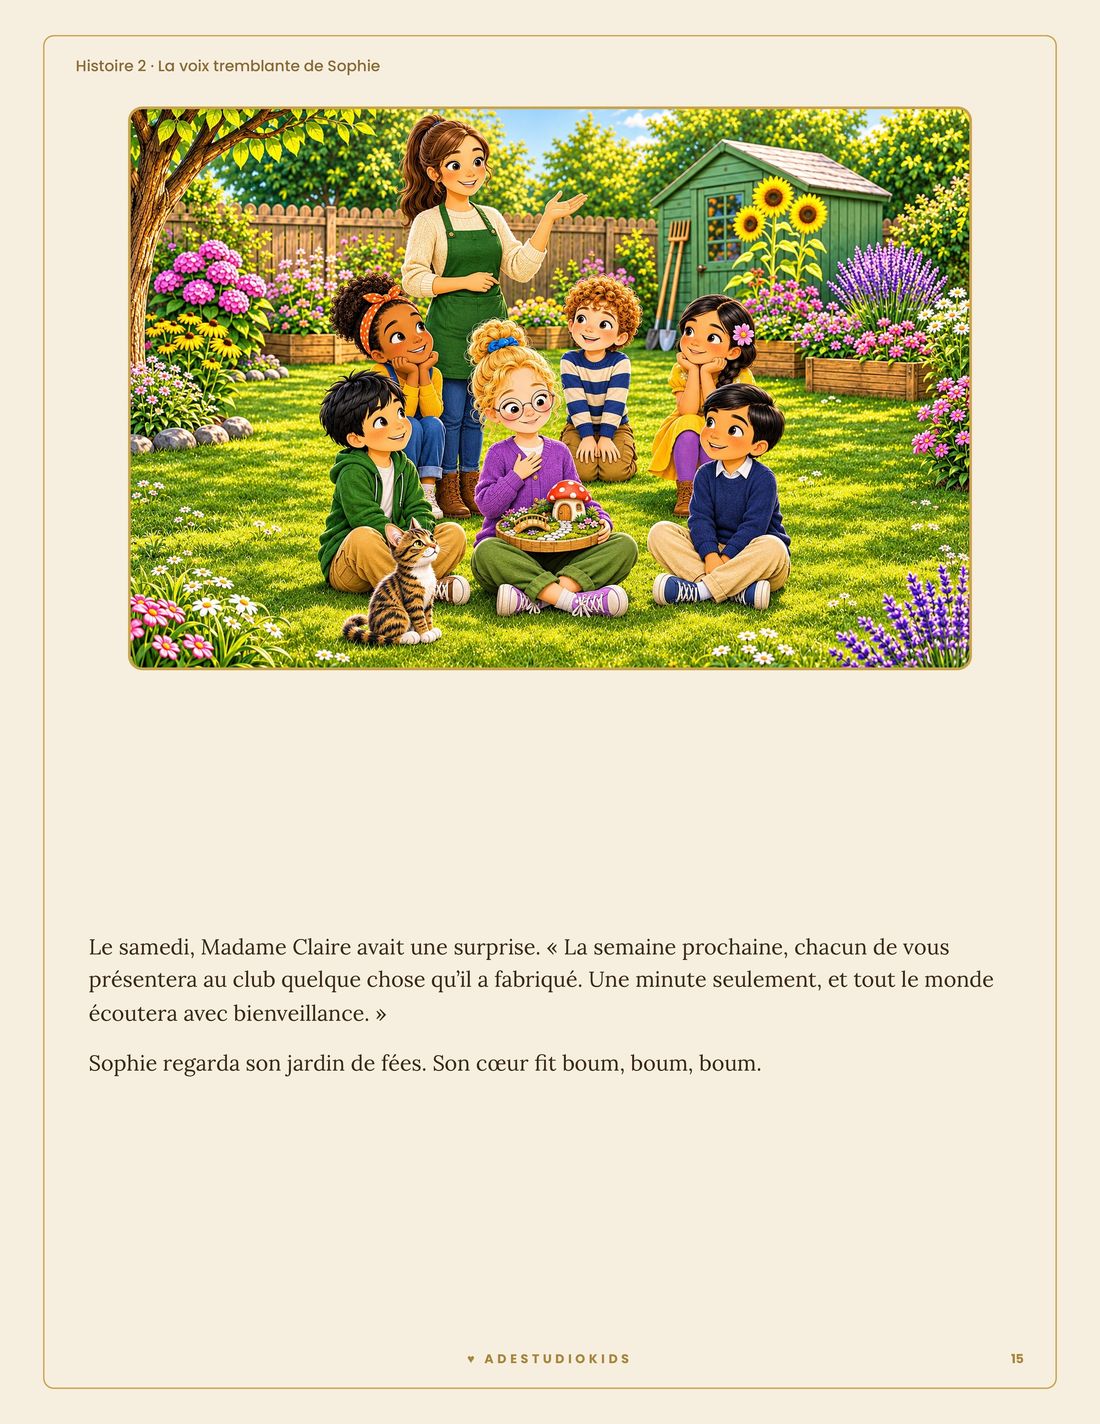 Histoire 2 · La voix tremblante de Sophie
Le samedi, Madame Claire avait une surprise. « La semaine prochaine, chacun de vous
présentera au club quelque chose qu’il a fabriqué. Une minute seulement, et tout le monde
écoutera avec bienveillance. »
Sophie regarda son jardin de fées. Son cœur fit boum, boum, boum.
♥ ADESTUDIOKIDS
15